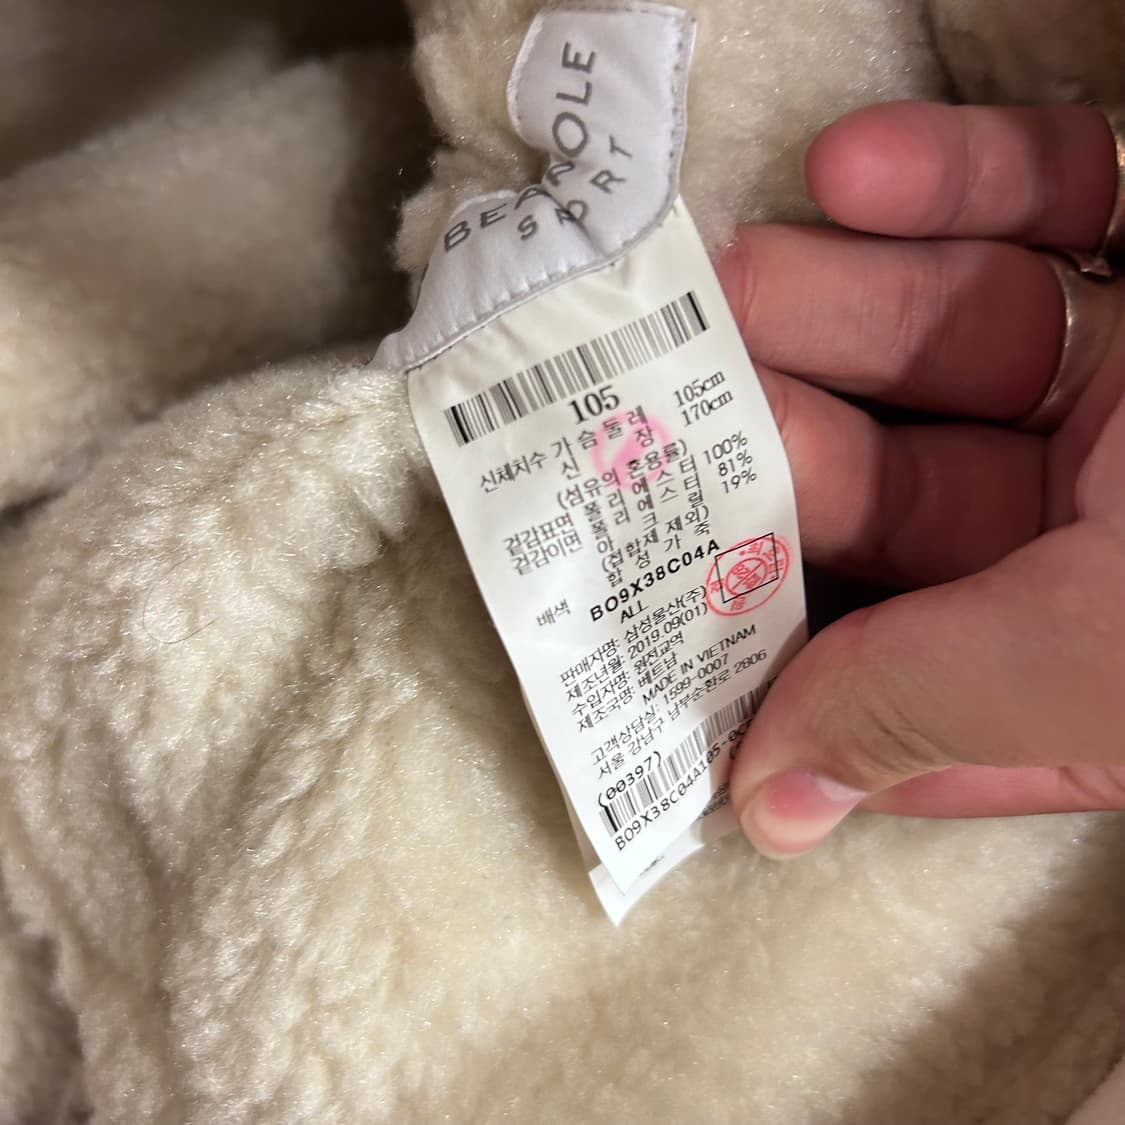 BEANPOLE
SPORT
105
신체치수 가슴둘레 105cm
신 장 170cm
(섬유의 혼용률)
겉감표면 폴리에스터 100%
겉감이면 폴리에스터 81%
아 크 릴 19%
(접합제 제외)
배색 합 성 가 죽
BO9X38C04A
ALL
판매자명: 삼성물산(주)
제조년월: 2019.09(01)
수입자명: 원전교역
제조국명: 베트남
MADE IN VIETNAM
고객상담실: 1599-0007
서울 강남구 남부순환로 2806
(00397)
BO9X38C04A105-